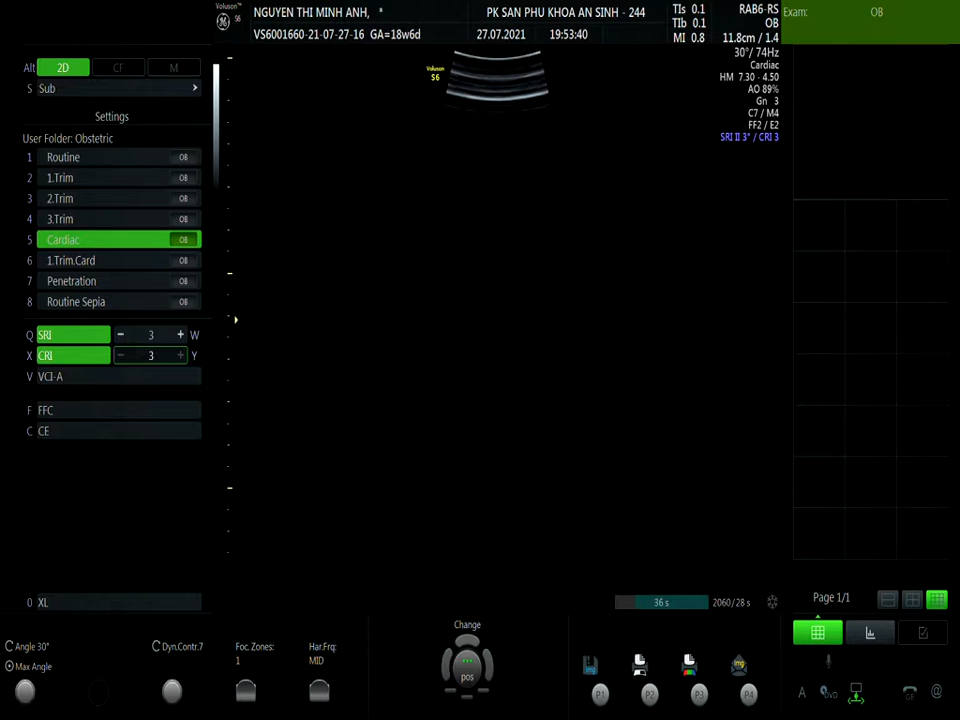 Voluson™
S6
NGUYEN THI MINH ANH, *
PK SAN PHU KHOA AN SINH - 244
VS6001660-21-07-27-16 GA=18w6d
27.07.2021 19:53:40
TIs 0.1
TIb 0.1
MI 0.8
RAB6-RS
OB
11.8cm / 1.4
30°/ 74Hz
Cardiac
HM 7.30 - 4.50
AO 89%
Gn 3
C7 / M4
FF2 / E2
SRI II 3* / CRI 3
Exam: OB
Voluson
S6
Alt 2D CF M
S Sub >
Settings
User Folder: Obstetric
1 Routine OB
2 1.Trim OB
3 2.Trim OB
4 3.Trim OB
5 Cardiac OB
6 1.Trim.Card OB
7 Penetration OB
8 Routine Sepia OB
Q SRI - 3 + W
X CRI - 3 + Y
V VCI-A
F FFC
C CE
0 XL
36 s
2060/28 s
Page 1/1
Angle 30°
Max Angle
Dyn.Contr.7
Foc. Zones:
1
Har.Frq:
MID
Change
pos
img
P1 P2 P3 P4
A DVD GE @